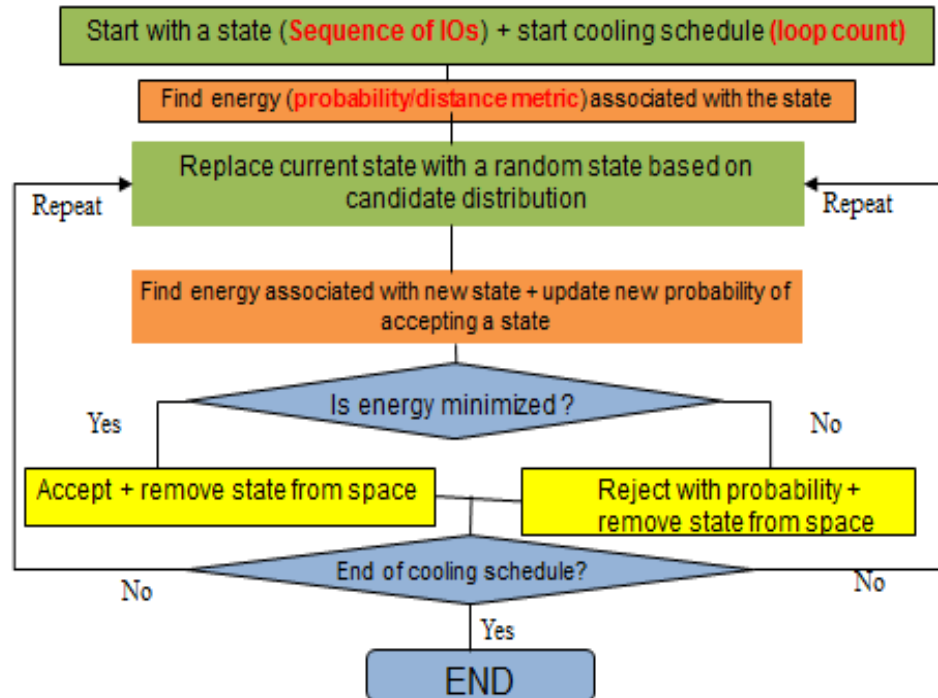 Start with a state (Sequence of IOs) + start cooling schedule (loop count)
Find energy (probability/distance metric) associated with the state
Replace current state with a random state based on
candidate distribution
Repeat
Repeat
Find energy associated with new state + update new probability of
accepting a state
Is energy minimized ?
Yes
No
Accept + remove state from space
Reject with probability +
remove state from space
End of cooling schedule?
No
No
Yes
END